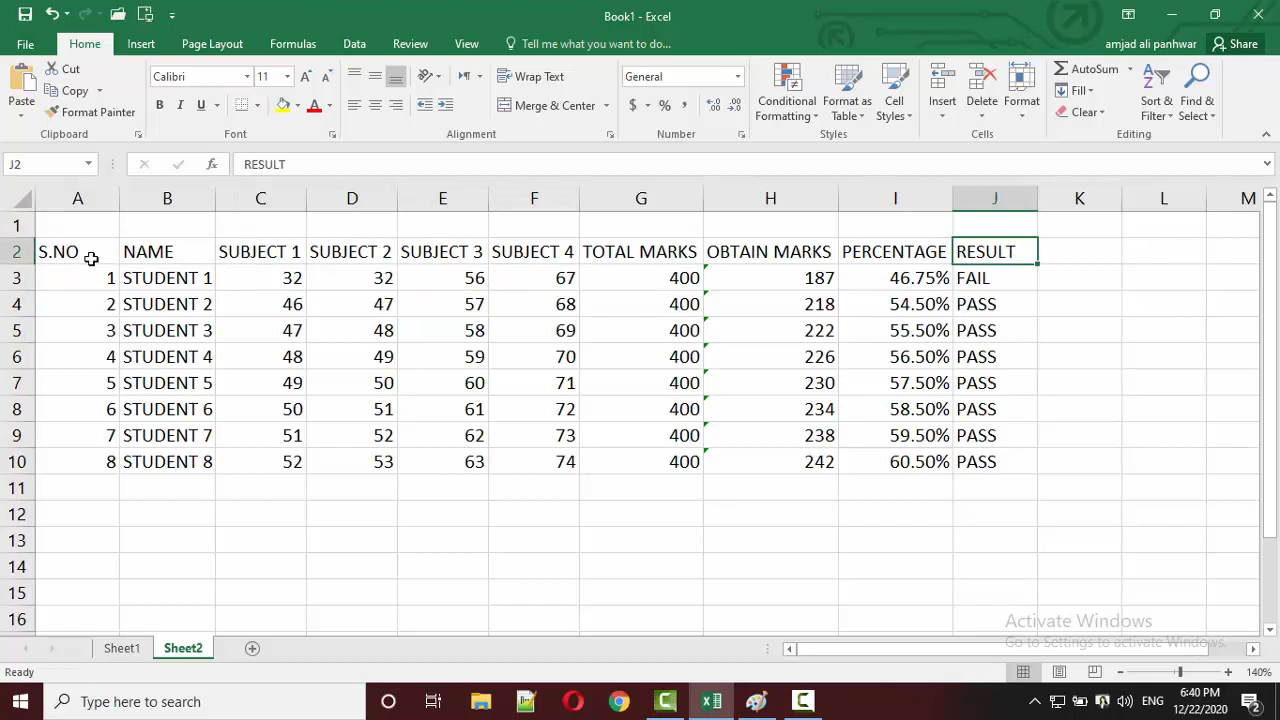 Book1 - Excel
File Home Insert Page Layout Formulas Data Review View Tell me what you want to do... amjad ali panhwar Share
Paste Cut Copy Format Painter Clipboard
Calibri 11 A A B I U A Font
Wrap Text Merge & Center Alignment
General $ % , Number
Conditional Formatting Format as Table Cell Styles Styles
Insert Delete Format Cells
AutoSum Fill Clear Sort & Filter Find & Select Editing
J2 fx RESULT
A B C D E F G H I J K L M
1
2 S.NO NAME SUBJECT 1 SUBJECT 2 SUBJECT 3 SUBJECT 4 TOTAL MARKS OBTAIN MARKS PERCENTAGE RESULT
3 1 STUDENT 1 32 32 56 67 400 187 46.75% FAIL
4 2 STUDENT 2 46 47 57 68 400 218 54.50% PASS
5 3 STUDENT 3 47 48 58 69 400 222 55.50% PASS
6 4 STUDENT 4 48 49 59 70 400 226 56.50% PASS
7 5 STUDENT 5 49 50 60 71 400 230 57.50% PASS
8 6 STUDENT 6 50 51 61 72 400 234 58.50% PASS
9 7 STUDENT 7 51 52 62 73 400 238 59.50% PASS
10 8 STUDENT 8 52 53 63 74 400 242 60.50% PASS
11
12
13
14
15
16
Activate Windows
Go to Settings to activate Windows.
Sheet1 Sheet2
Ready 140%
Type here to search ENG 6:40 PM
12/22/2020 2